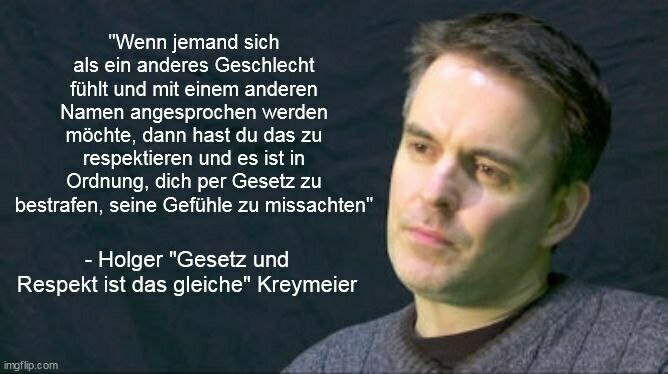 "Wenn jemand sich
als ein anderes Geschlecht
fühlt und mit einem anderen
Namen angesprochen werden
möchte, dann hast du das zu
respektieren und es ist in
Ordnung, dich per Gesetz zu
bestrafen, seine Gefühle zu missachten"
- Holger "Gesetz und
Respekt ist das gleiche" Kreymeier
imgflip.com